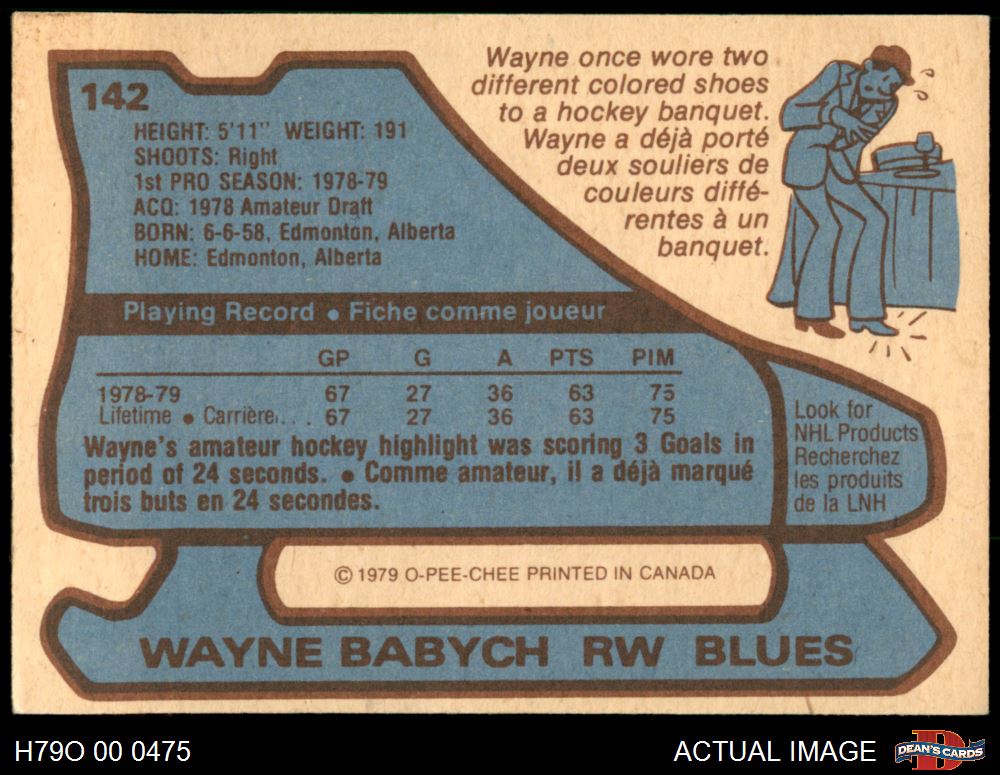 142
HEIGHT: 5'11" WEIGHT: 191
SHOOTS: Right
1st PRO SEASON: 1978-79
ACQ: 1978 Amateur Draft
BORN: 6-6-58, Edmonton, Alberta
HOME: Edmonton, Alberta
Wayne once wore two
different colored shoes
to a hockey banquet.
Wayne a déjà porté
deux souliers de
couleurs diffé-
rentes à un
banquet.
Playing Record • Fiche comme joueur
GP G A PTS PIM
1978-79 67 27 36 63 75
Lifetime • Carrière... 67 27 36 63 75
Wayne's amateur hockey highlight was scoring 3 Goals in
period of 24 seconds. • Comme amateur, il a déjà marqué
trois buts en 24 secondes.
Look for
NHL Products
Recherchez
les produits
de la LNH
© 1979 O-PEE-CHEE PRINTED IN CANADA
WAYNE BABYCH RW BLUES
H79O 00 0475
ACTUAL IMAGE
DEAN'S CARDS